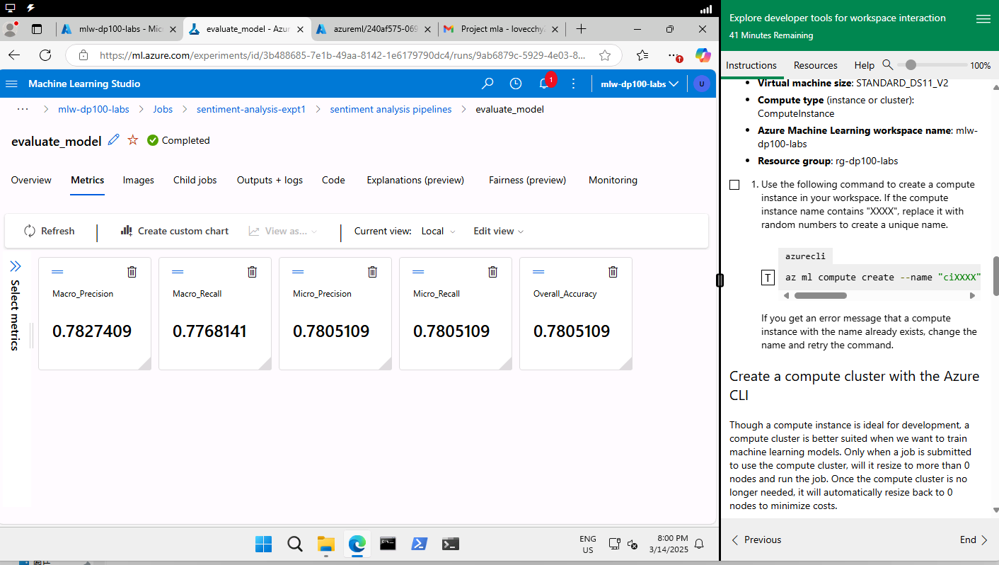 mlw-dp100-labs - Mic
evaluate_model - Azur
azureml/240af575-069
Project mla - lovecchy
https://ml.azure.com/experiments/id/3b488685-7e1b-49aa-8142-1e6179790dc4/runs/9ab6879c-5929-4e03-8...
Machine Learning Studio
1
mlw-dp100-labs
U
... > mlw-dp100-labs > Jobs > sentiment-analysis-expt1 > sentiment analysis pipelines > evaluate_model
evaluate_model
Completed
Overview
Metrics
Images
Child jobs
Outputs + logs
Code
Explanations (preview)
Fairness (preview)
Monitoring
Refresh
Create custom chart
View as...
Current view: Local
Edit view
Select metrics
Macro_Precision
0.7827409
Macro_Recall
0.7768141
Micro_Precision
0.7805109
Micro_Recall
0.7805109
Overall_Accuracy
0.7805109
ENG
US
8:00 PM
3/14/2025
Explore developer tools for workspace interaction
41 Minutes Remaining
Instructions
Resources
Help
100%
• Virtual machine size: STANDARD_DS11_V2
• Compute type (instance or cluster):
ComputeInstance
• Azure Machine Learning workspace name: mlw-
dp100-labs
• Resource group: rg-dp100-labs
1. Use the following command to create a compute
instance in your workspace. If the compute
instance name contains "XXXX", replace it with
random numbers to create a unique name.
azurecli
T
az ml compute create --name "ciXXXX"
If you get an error message that a compute
instance with the name already exists, change the
name and retry the command.
Create a compute cluster with the Azure
CLI
Though a compute instance is ideal for development, a
compute cluster is better suited when we want to train
machine learning models. Only when a job is submitted
to use the compute cluster, will it resize to more than 0
nodes and run the job. Once the compute cluster is no
longer needed, it will automatically resize back to 0
nodes to minimize costs.
Previous
End